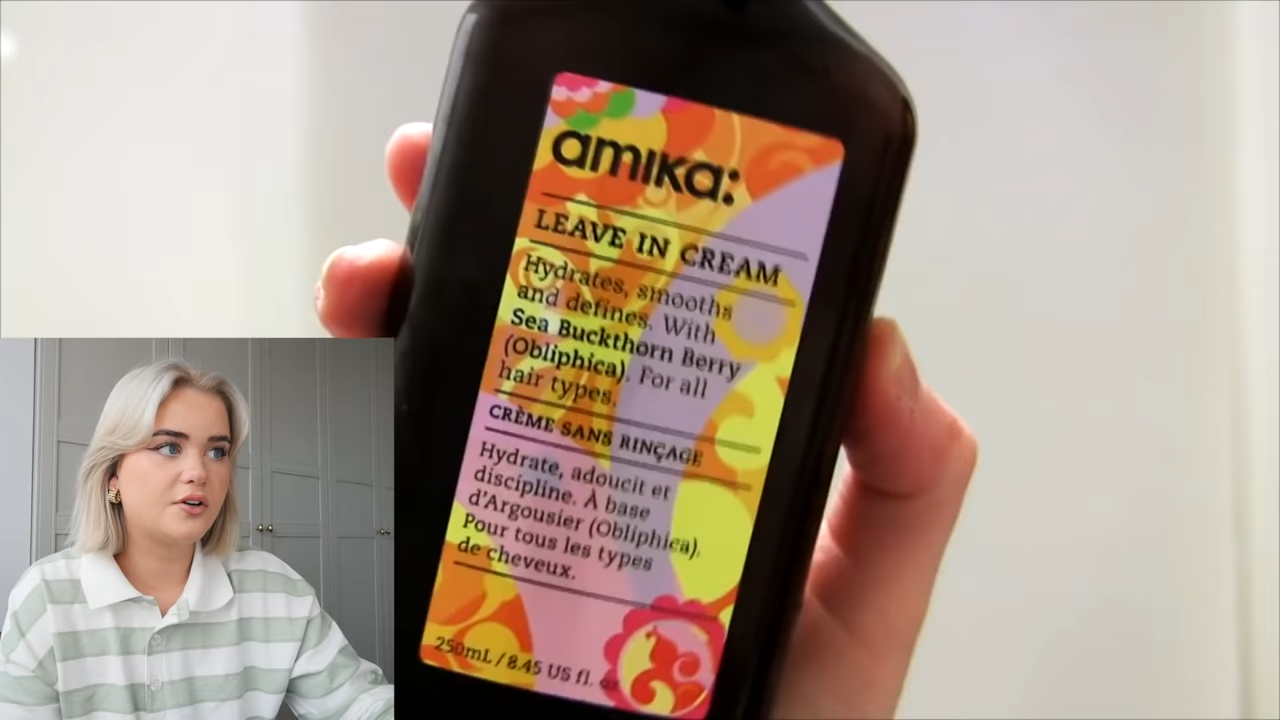 amika:
LEAVE IN CREAM
Hydrates, smooths
and defines. With
Sea Buckthorn Berry
(Obliphica). For all
hair types.
CRÈME SANS RINÇAGE
Hydrate, adoucit et
discipline. À base
d'Argousier (Obliphica).
Pour tous les types
de cheveux.
250mL / 8.45 US fl. oz